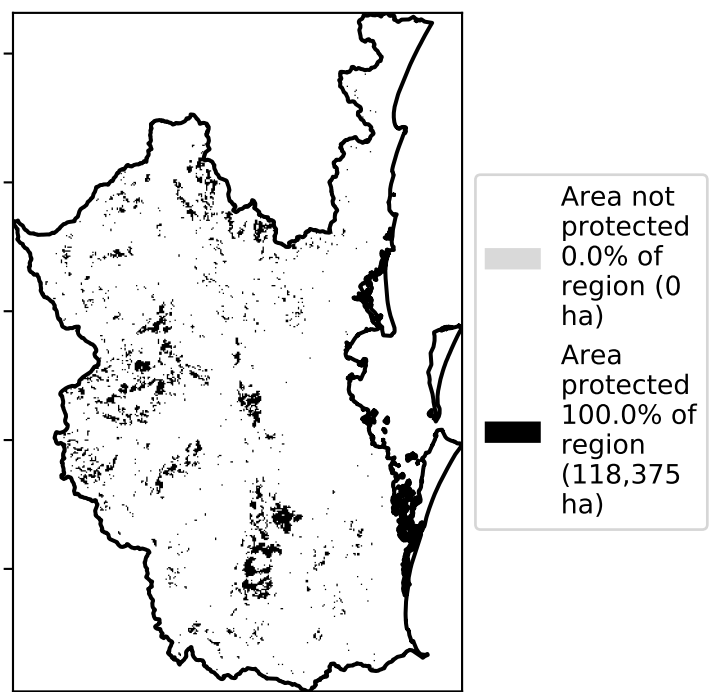 Area not
protected
0.0% of
region (0
ha)
Area
protected
100.0% of
region
(118,375
ha)